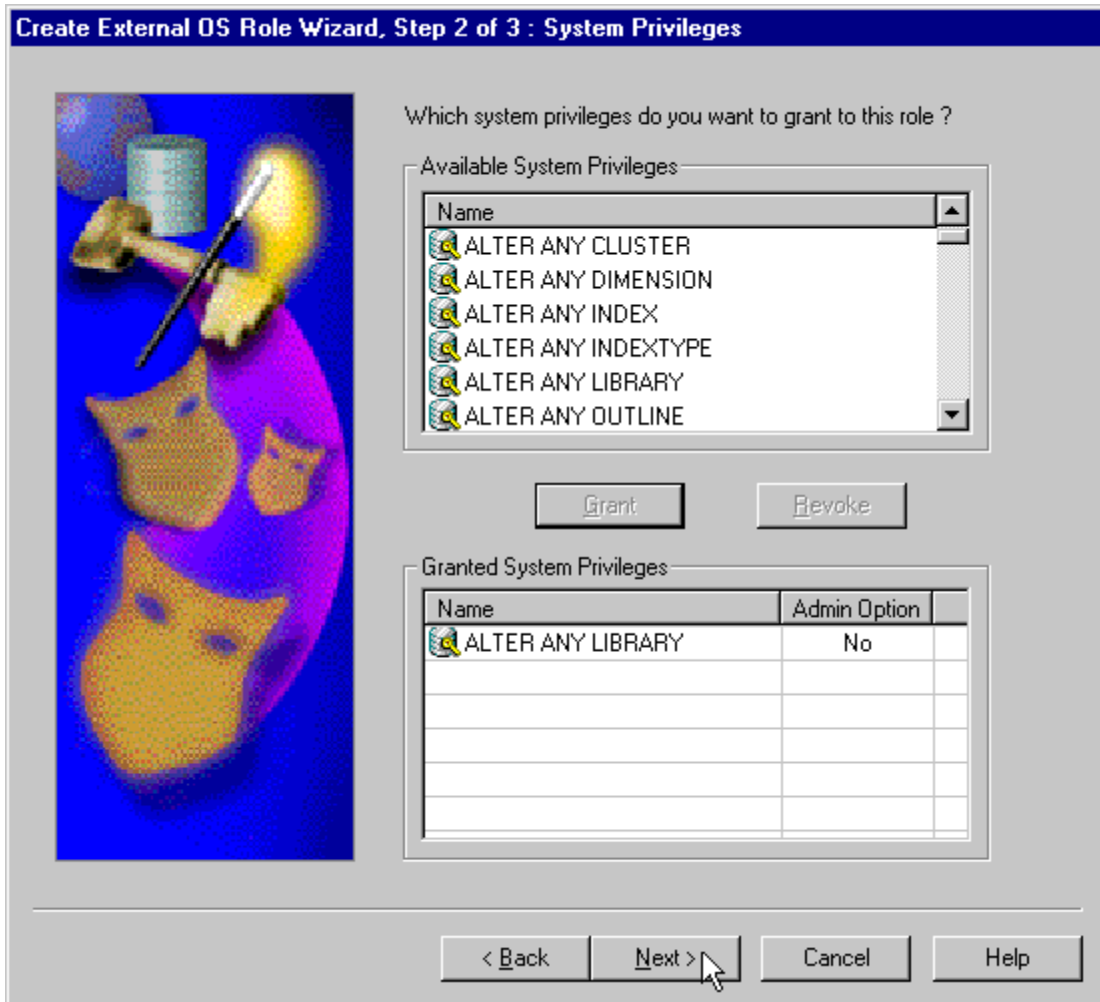 Create External OS Role Wizard, Step 2 of 3 : System Privileges
Which system privileges do you want to grant to this role ?
Available System Privileges
Name
ALTER ANY CLUSTER
ALTER ANY DIMENSION
ALTER ANY INDEX
ALTER ANY INDEXTYPE
ALTER ANY LIBRARY
ALTER ANY OUTLINE
Grant Revoke
Granted System Privileges
Name Admin Option
ALTER ANY LIBRARY No
< Back Next > Cancel Help